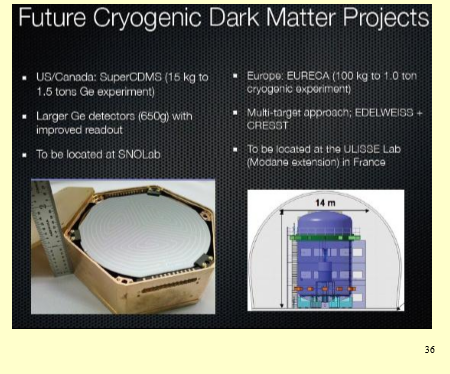 Future Cryogenic Dark Matter Projects
▪ US/Canada: SuperCDMS (15 kg to
1.5 tons Ge experiment)
▪ Larger Ge detectors (650g) with
improved readout
▪ To be located at SNOLab
▪ Europe: EURECA (100 kg to 1.0 ton
cryogenic experiment)
▪ Multi-target approach; EDELWEISS +
CRESST
▪ To be located at the ULISSE Lab
(Modane extension) in France
14 m
36